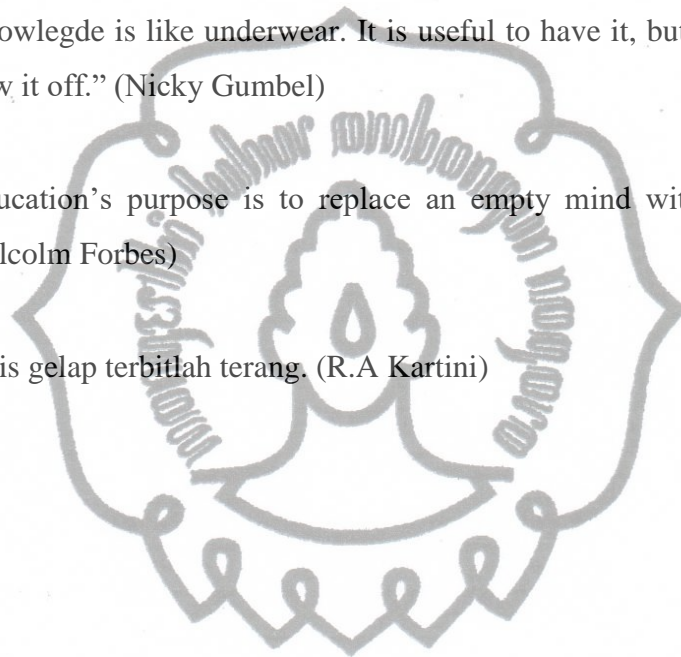 owlegde is like underwear. It is useful to have it, but
w it off.” (Nicky Gumbel)
ucation’s purpose is to replace an empty mind wit
lcolm Forbes)
is gelap terbitlah terang. (R.A Kartini)